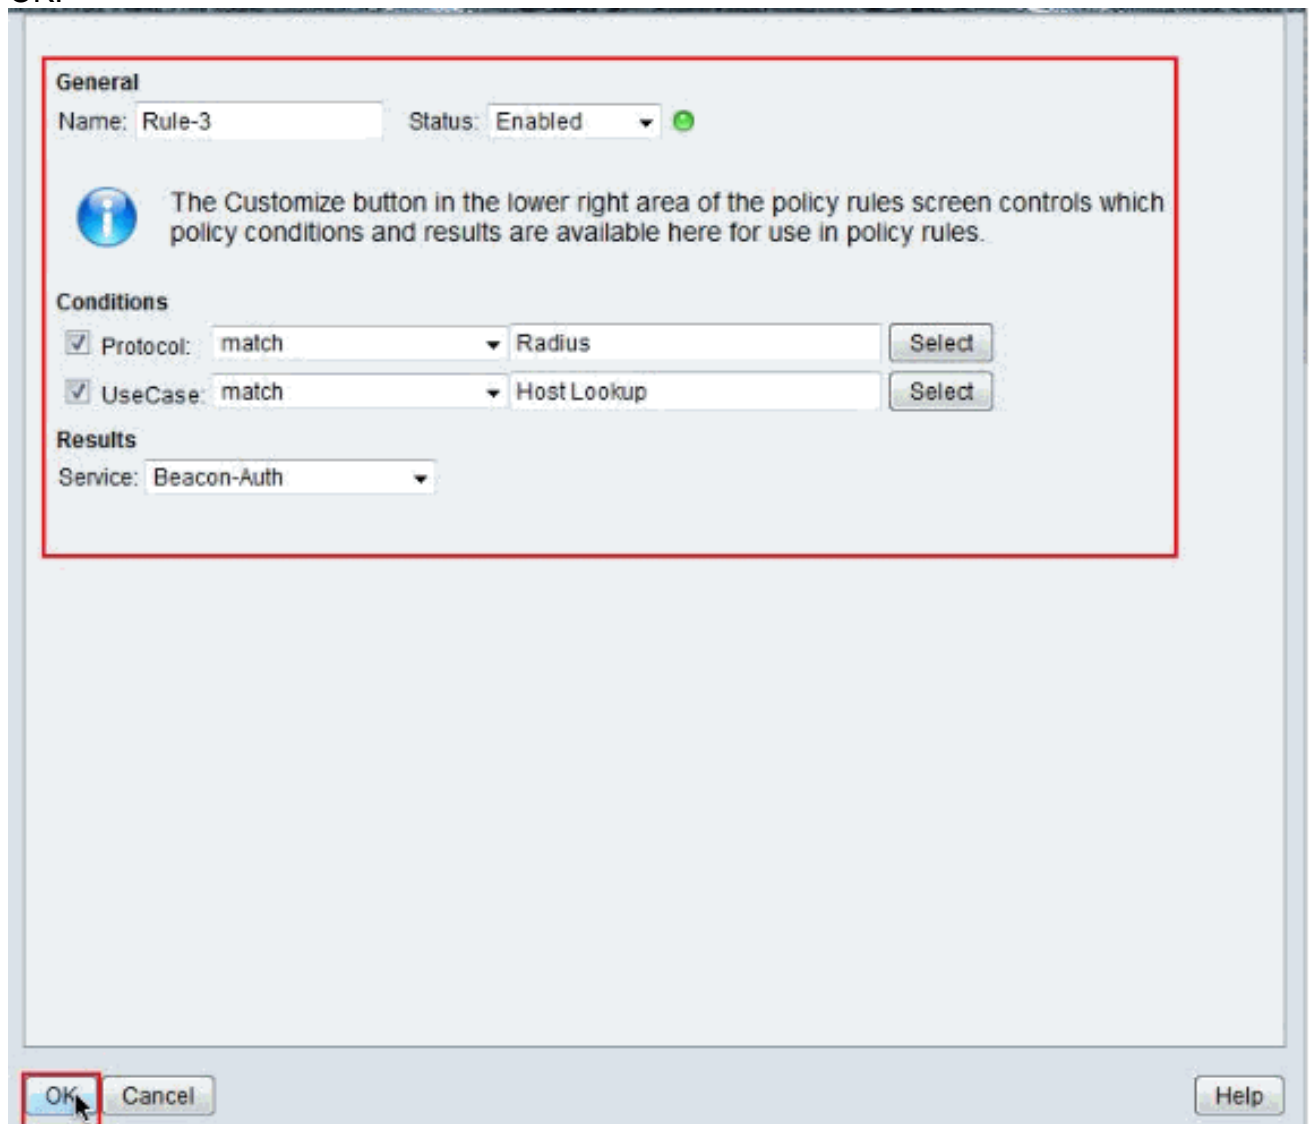 OK.
General
Name: Rule-3 Status: Enabled
The Customize button in the lower right area of the policy rules screen controls which
policy conditions and results are available here for use in policy rules.
Conditions
Protocol: match Radius Select
UseCase: match Host Lookup Select
Results
Service: Beacon-Auth
OK Cancel Help